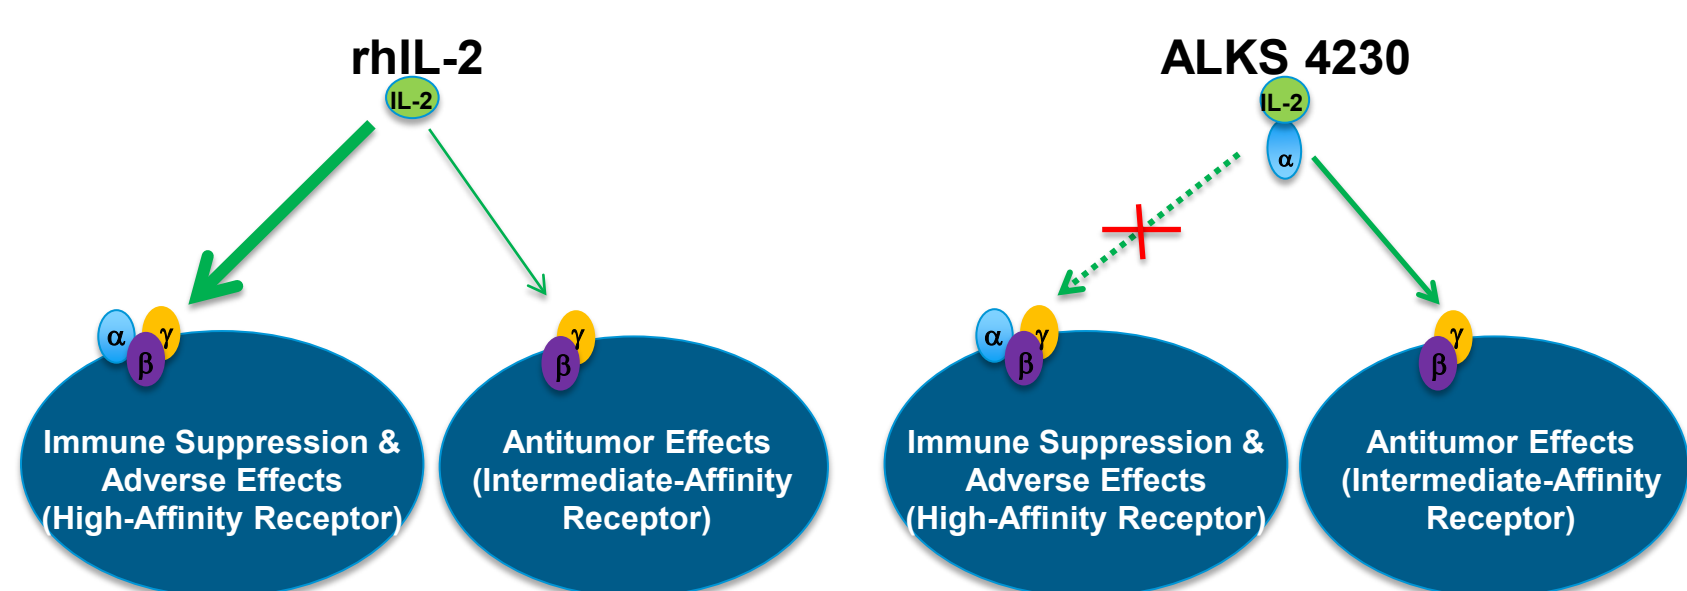 rhIL-2
IL-2
α
γ
β
γ
β
Immune Suppression &
Adverse Effects
(High-Affinity Receptor)
Antitumor Effects
(Intermediate-Affinity
Receptor)
ALKS 4230
IL-2
α
α
γ
β
γ
β
Immune Suppression &
Adverse Effects
(High-Affinity Receptor)
Antitumor Effects
(Intermediate-Affinity
Receptor)